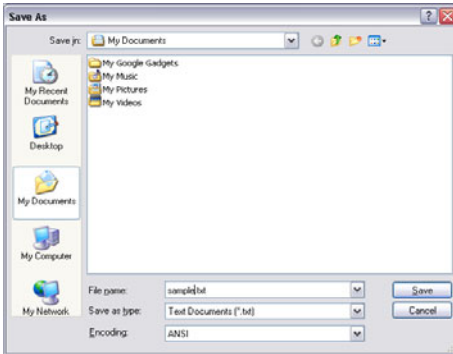 Save As
Save in:
My Documents
My Recent
Documents
Desktop
My Documents
My Computer
My Network
My Google Gadgets
My Music
My Pictures
My Videos
File name:
sample.txt
Save
Save as type:
Text Documents (*.txt)
Cancel
Encoding:
ANSI